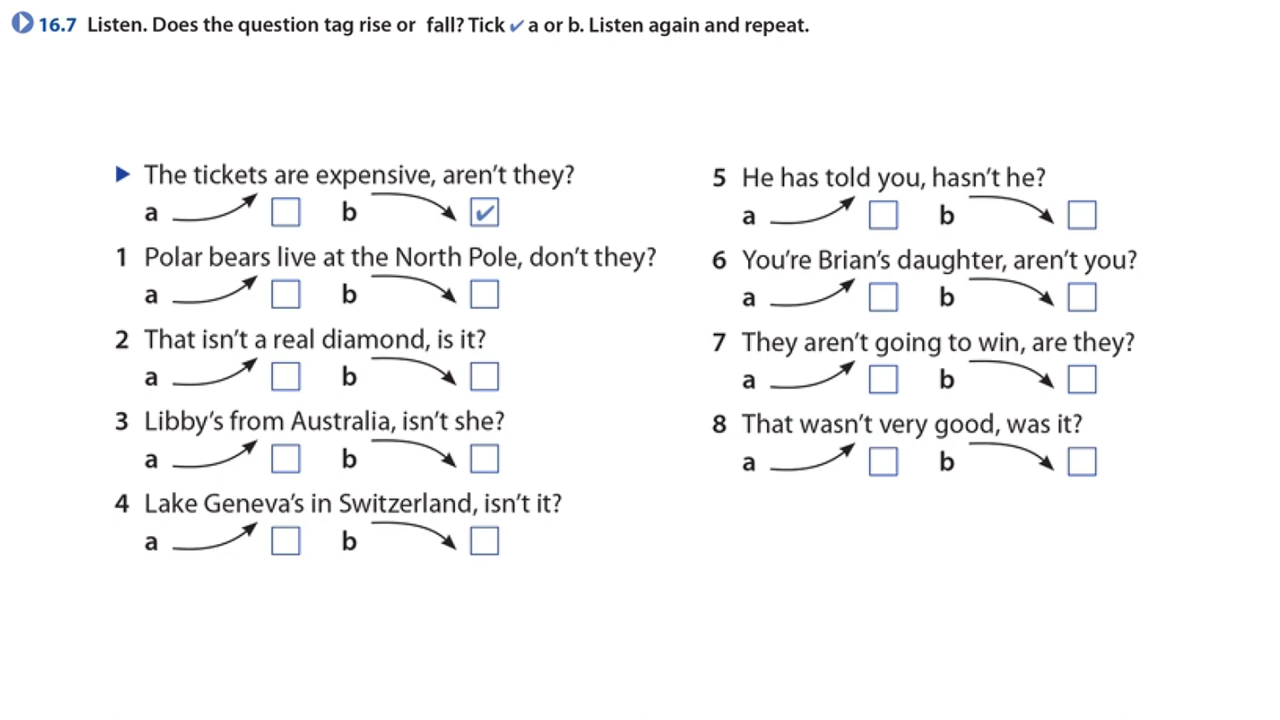 16.7 Listen. Does the question tag rise or fall? Tick ✔ a or b. Listen again and repeat.
The tickets are expensive, aren't they?
a b ✔
1 Polar bears live at the North Pole, don't they?
a b
2 That isn't a real diamond, is it?
a b
3 Libby's from Australia, isn't she?
a b
4 Lake Geneva's in Switzerland, isn't it?
a b
5 He has told you, hasn't he?
a b
6 You're Brian's daughter, aren't you?
a b
7 They aren't going to win, are they?
a b
8 That wasn't very good, was it?
a b